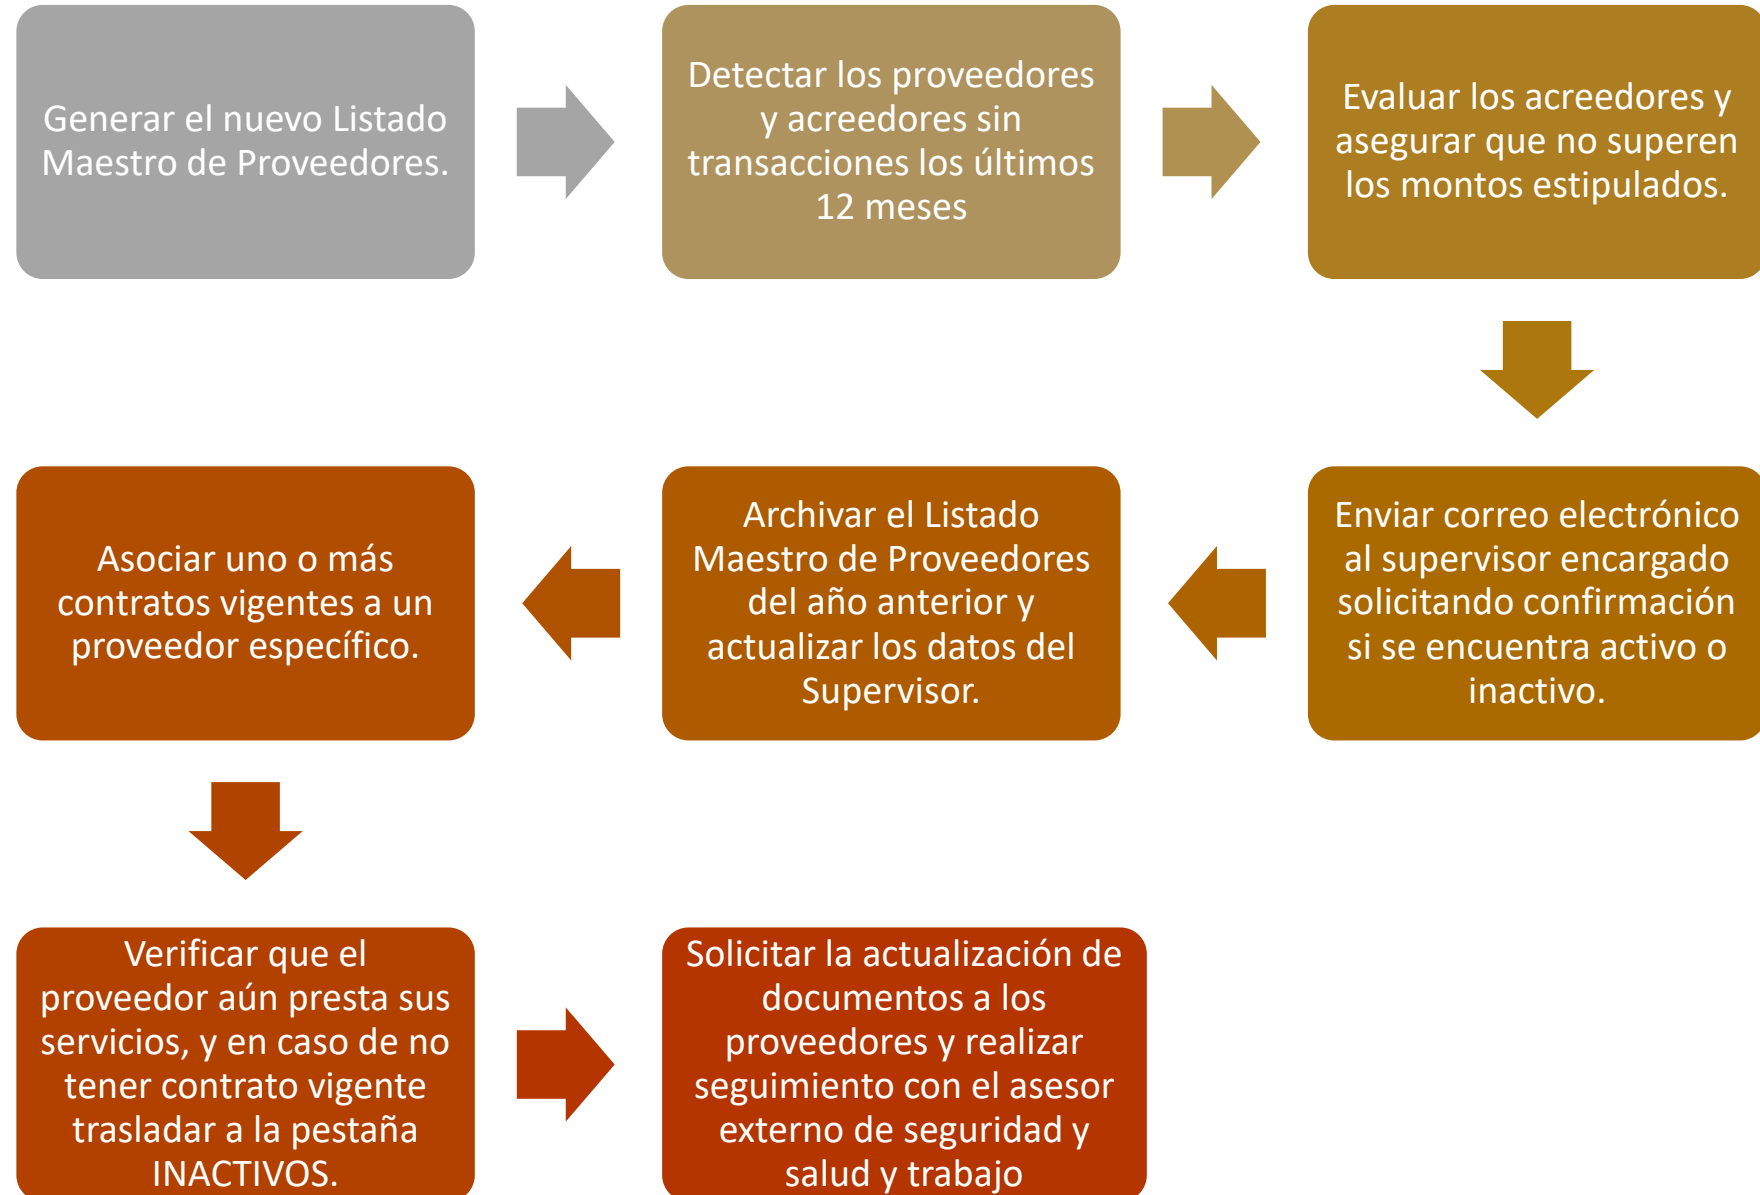 Generar el nuevo Listado
Maestro de Proveedores.
Detectar los proveedores
y acreedores sin
transacciones los últimos
12 meses
Evaluar los acreedores y
asegurar que no superen
los montos estipulados.
Enviar correo electrónico
al supervisor encargado
solicitando confirmación
si se encuentra activo o
inactivo.
Archivar el Listado
Maestro de Proveedores
del año anterior y
actualizar los datos del
Supervisor.
Asociar uno o más
contratos vigentes a un
proveedor específico.
Verificar que el
proveedor aún presta sus
servicios, y en caso de no
tener contrato vigente
trasladar a la pestaña
INACTIVOS.
Solicitar la actualización de
documentos a los
proveedores y realizar
seguimiento con el asesor
externo de seguridad y
salud y trabajo